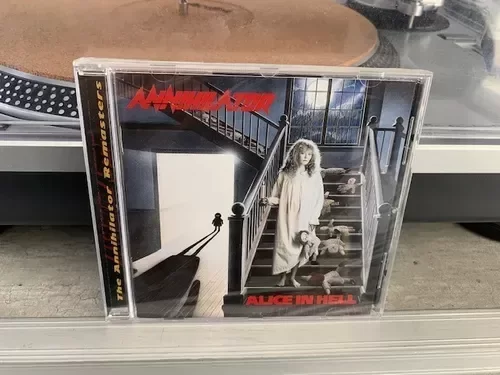 The Annihilator Remasters
ANNIHILATOR
ALICE IN HELL